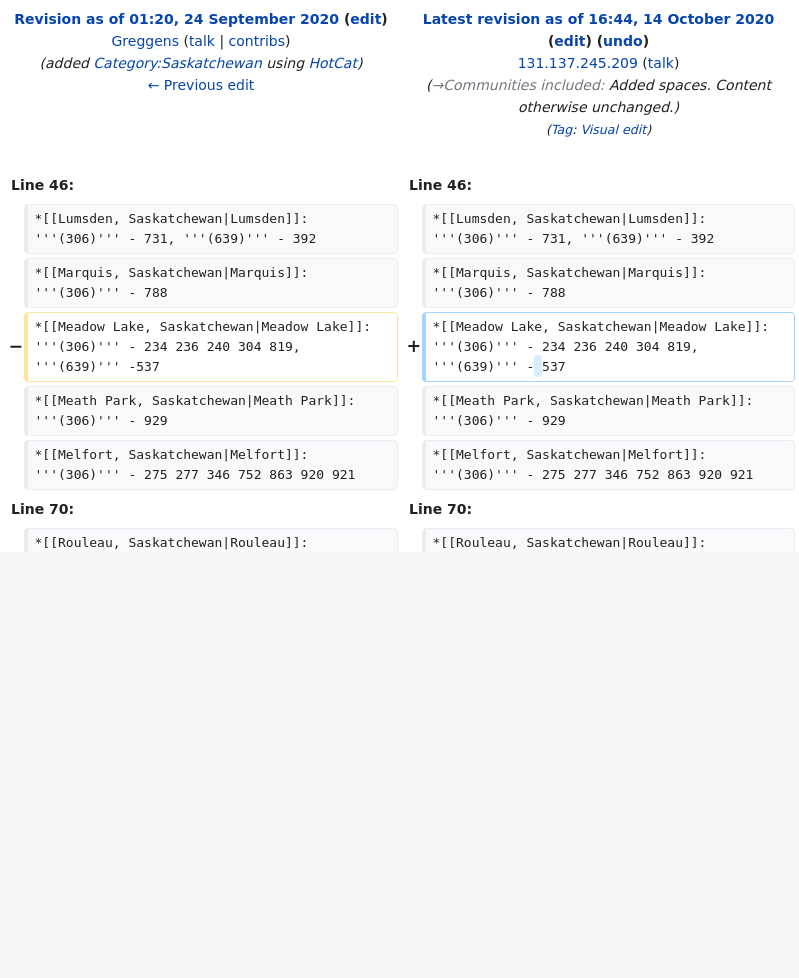 Revision as of 01:20, 24 September 2020 (edit)
Greggens (talk | contribs)
(added Category:Saskatchewan using HotCat)
← Previous edit
Latest revision as of 16:44, 14 October 2020
(edit) (undo)
131.137.245.209 (talk)
(→Communities included: Added spaces. Content
otherwise unchanged.)
(Tag: Visual edit)
Line 46:
Line 46:
*[[Lumsden, Saskatchewan|Lumsden]]:
'''(306)''' - 731, '''(639)''' - 392
*[[Lumsden, Saskatchewan|Lumsden]]:
'''(306)''' - 731, '''(639)''' - 392
*[[Marquis, Saskatchewan|Marquis]]:
'''(306)''' - 788
*[[Marquis, Saskatchewan|Marquis]]:
'''(306)''' - 788
−
*[[Meadow Lake, Saskatchewan|Meadow Lake]]:
'''(306)''' - 234 236 240 304 819,
'''(639)''' -537
+
*[[Meadow Lake, Saskatchewan|Meadow Lake]]:
'''(306)''' - 234 236 240 304 819,
'''(639)''' - 537
*[[Meath Park, Saskatchewan|Meath Park]]:
'''(306)''' - 929
*[[Meath Park, Saskatchewan|Meath Park]]:
'''(306)''' - 929
*[[Melfort, Saskatchewan|Melfort]]:
'''(306)''' - 275 277 346 752 863 920 921
*[[Melfort, Saskatchewan|Melfort]]:
'''(306)''' - 275 277 346 752 863 920 921
Line 70:
Line 70:
*[[Rouleau, Saskatchewan|Rouleau]]:
*[[Rouleau, Saskatchewan|Rouleau]]: